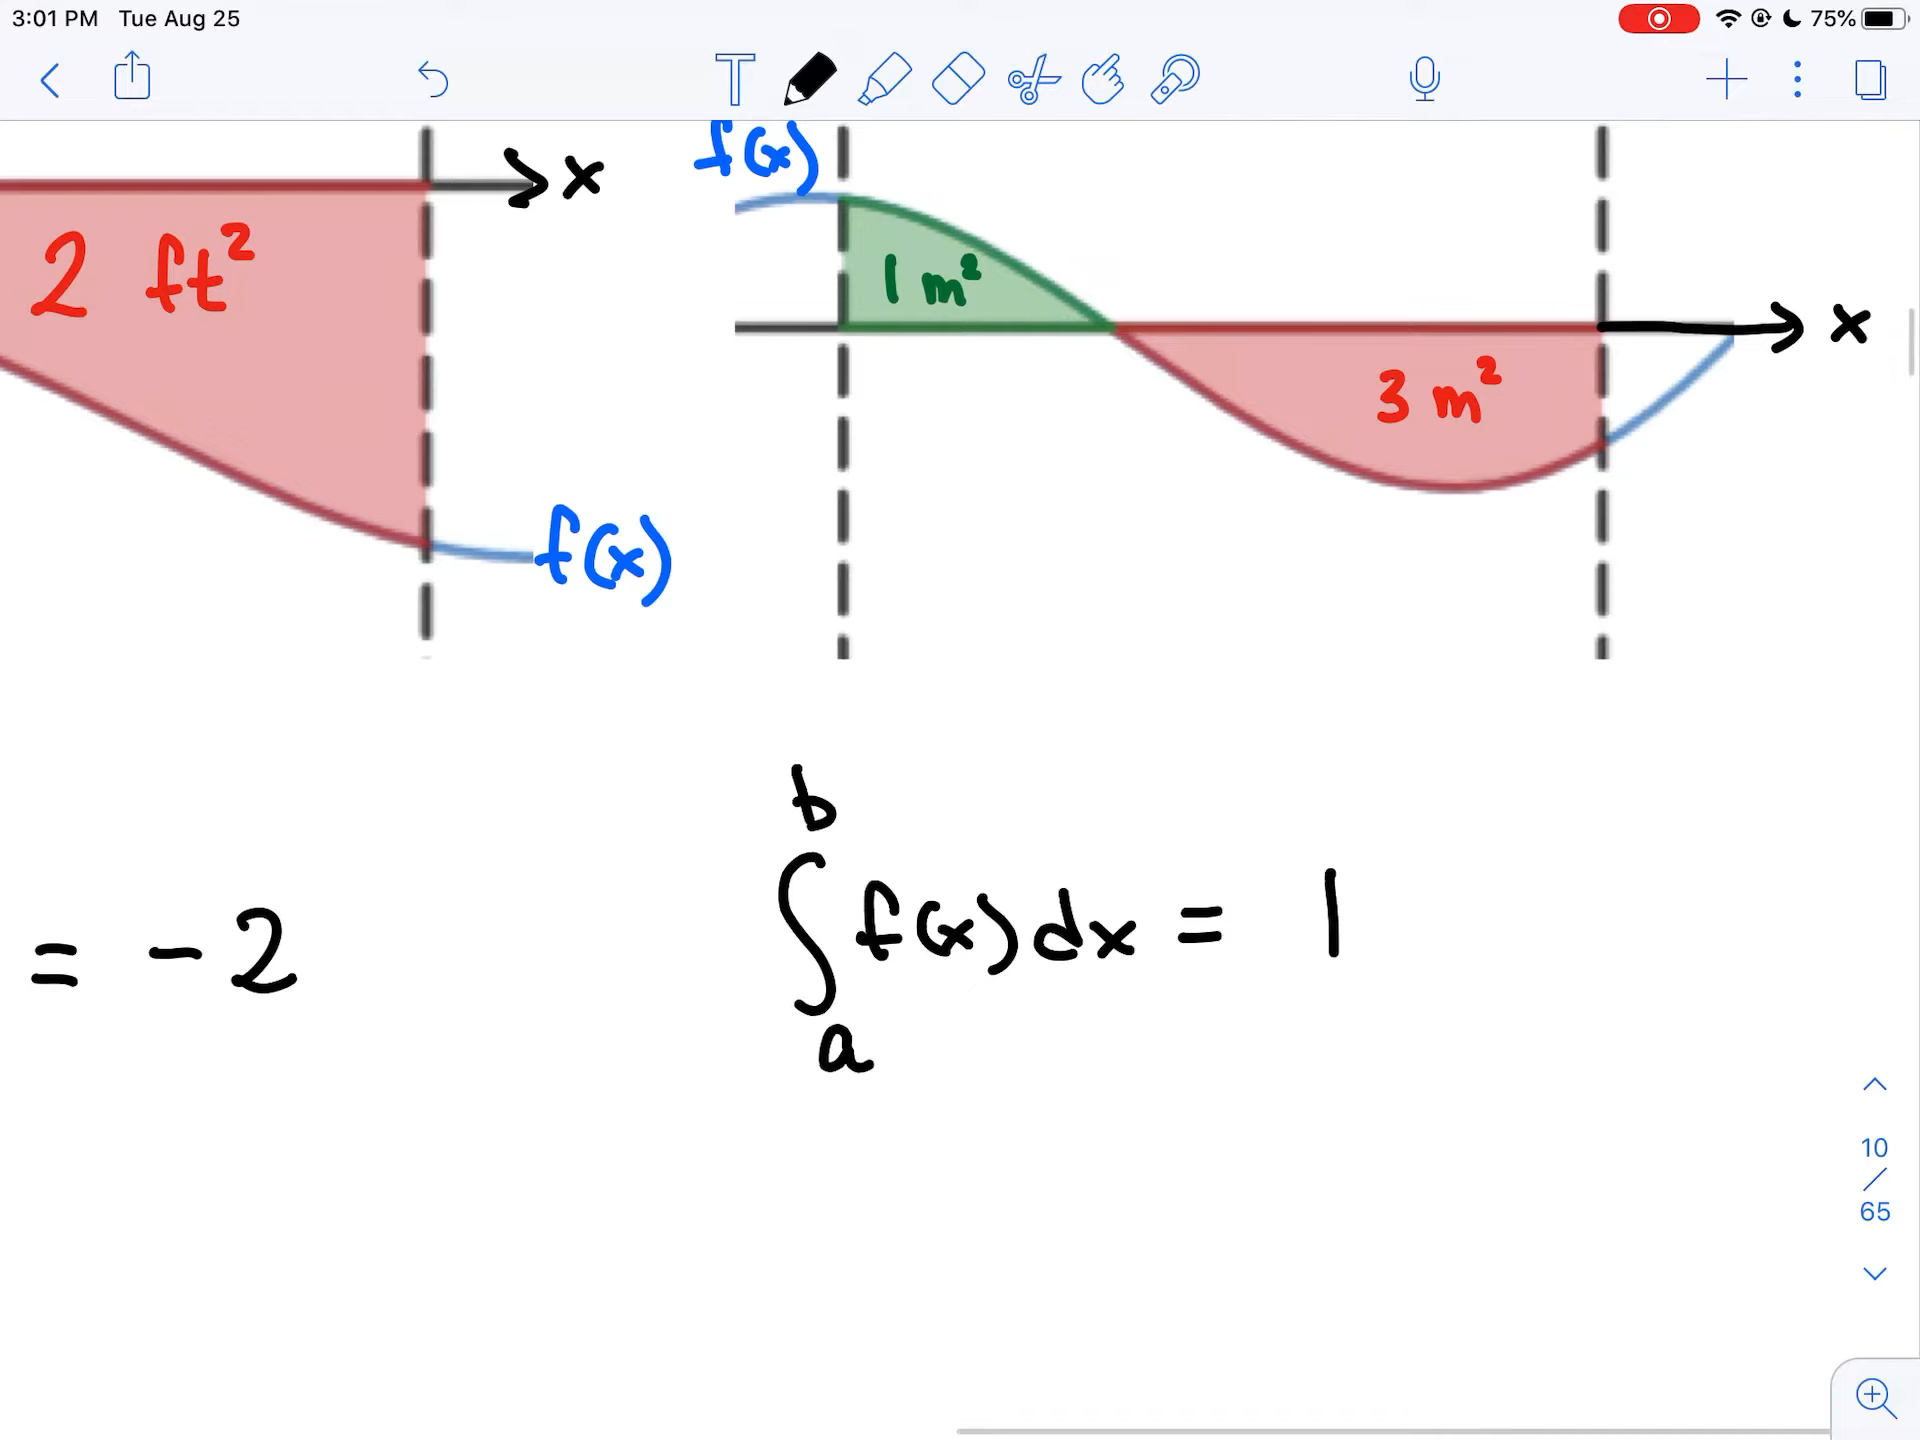 3:01 PM Tue Aug 25
75%
f(x)
x
2 ft²
1 m²
x
3 m²
f(x)
b
= -2
∫ f(x) dx = 1
a
10
/
65